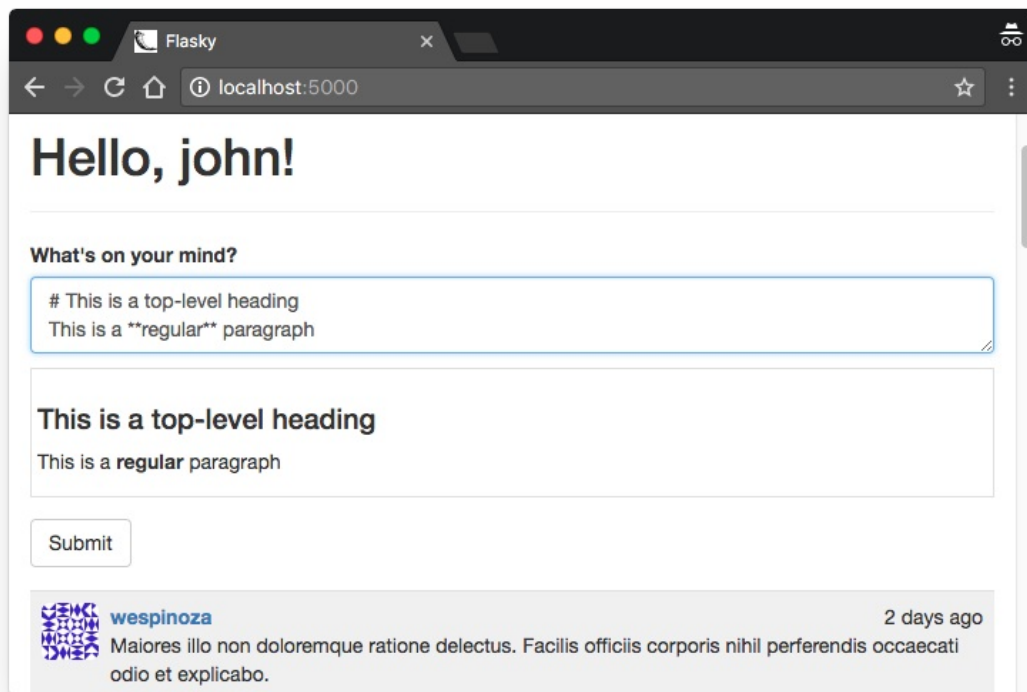 Flasky
localhost:5000
Hello, john!
What's on your mind?
# This is a top-level heading
This is a **regular** paragraph
This is a top-level heading
This is a regular paragraph
Submit
wespinoza 2 days ago
Maiores illo non doloremque ratione delectus. Facilis officiis corporis nihil perferendis occaecati
odio et explicabo.